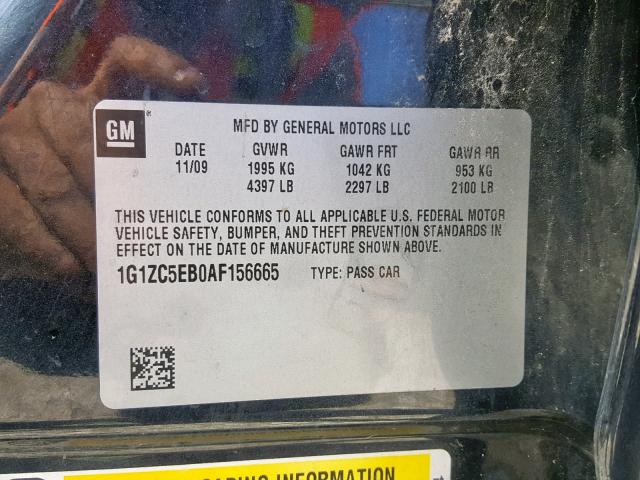 GM
MFD BY GENERAL MOTORS LLC
DATE GVWR GAWR FRT GAWR RR
11/09 1995 KG 1042 KG 953 KG
4397 LB 2297 LB 2100 LB
THIS VEHICLE CONFORMS TO ALL APPLICABLE U.S. FEDERAL MOTOR
VEHICLE SAFETY, BUMPER, AND THEFT PREVENTION STANDARDS IN
EFFECT ON THE DATE OF MANUFACTURE SHOWN ABOVE.
1G1ZC5EB0AF156665 TYPE: PASS CAR
INFORMATION